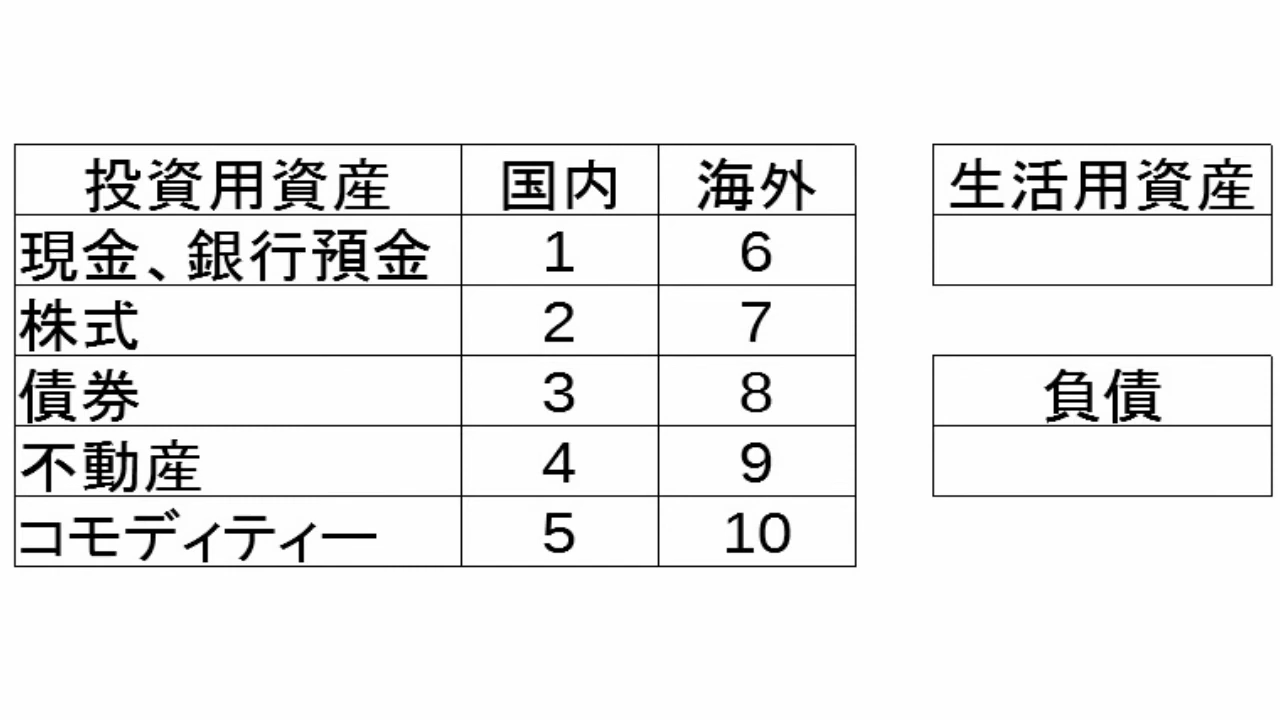 投資用資産 国内 海外
現金、銀行預金 1 6
株式 2 7
債券 3 8
不動産 4 9
コモディティー 5 10
生活用資産
負債